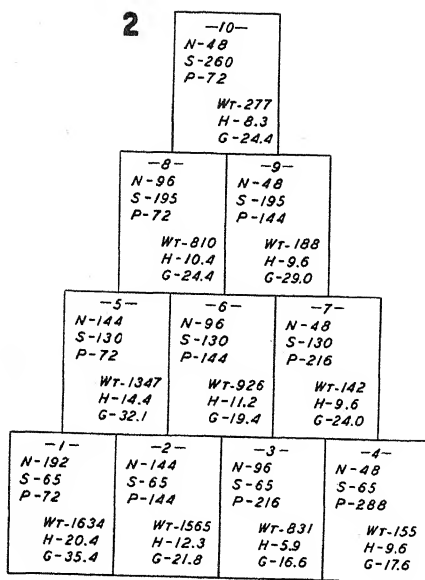 2
—10—
N-48
S-260
P-72
WT-277
H-8.3
G-24.4
—8—
N-96
S-195
P-72
WT-810
H-10.4
G-24.4
—9—
N-48
S-195
P-144
WT-188
H-9.6
G-29.0
—5—
N-144
S-130
P-72
WT-1347
H-14.4
G-32.1
—6—
N-96
S-130
P-144
WT-926
H-11.2
G-19.4
—7—
N-48
S-130
P-216
WT-142
H-9.6
G-24.0
—1—
N-192
S-65
P-72
WT-1634
H-20.4
G-35.4
—2—
N-144
S-65
P-144
WT-1565
H-12.3
G-21.8
—3—
N-96
S-65
P-216
WT-831
H-5.9
G-16.6
—4—
N-48
S-65
P-288
WT-155
H-9.6
G-17.6